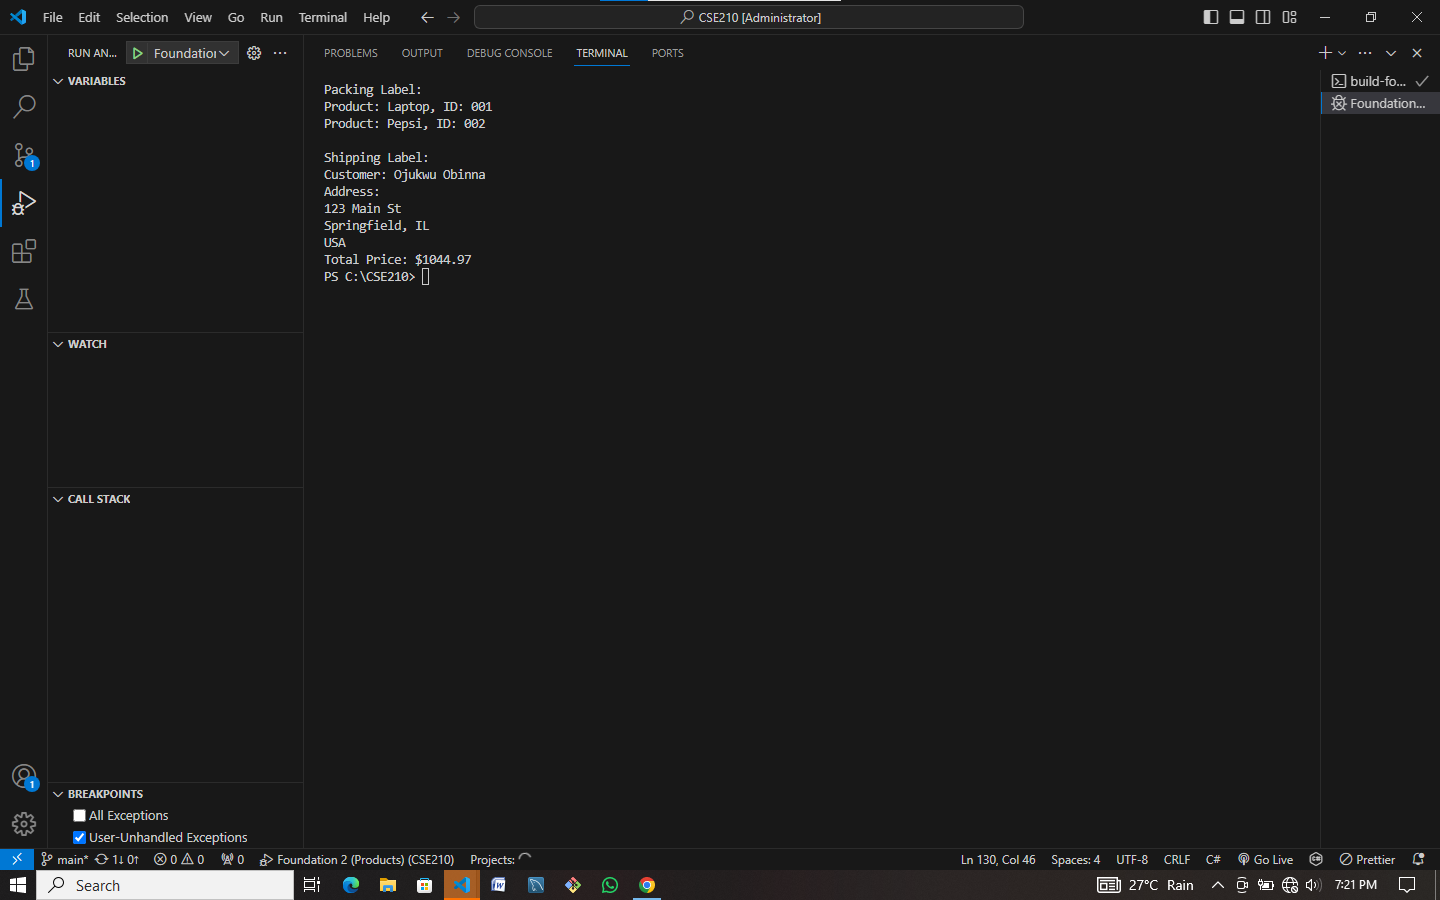 File Edit Selection View Go Run Terminal Help
CSE210 [Administrator]
RUN AN... Foundation
PROBLEMS OUTPUT DEBUG CONSOLE TERMINAL PORTS
VARIABLES
WATCH
CALL STACK
BREAKPOINTS
All Exceptions
User-Unhandled Exceptions
1
1
Packing Label:
Product: Laptop, ID: 001
Product: Pepsi, ID: 002
Shipping Label:
Customer: Ojukwu Obinna
Address:
123 Main St
Springfield, IL
USA
Total Price: $1044.97
PS C:\CSE210>
build-fo...
Foundation...
main* 1↓ 0↑ 0 0 0 Foundation 2 (Products) (CSE210) Projects: Ln 130, Col 46 Spaces: 4 UTF-8 CRLF C# Go Live Prettier
Search 27°C Rain 7:21 PM